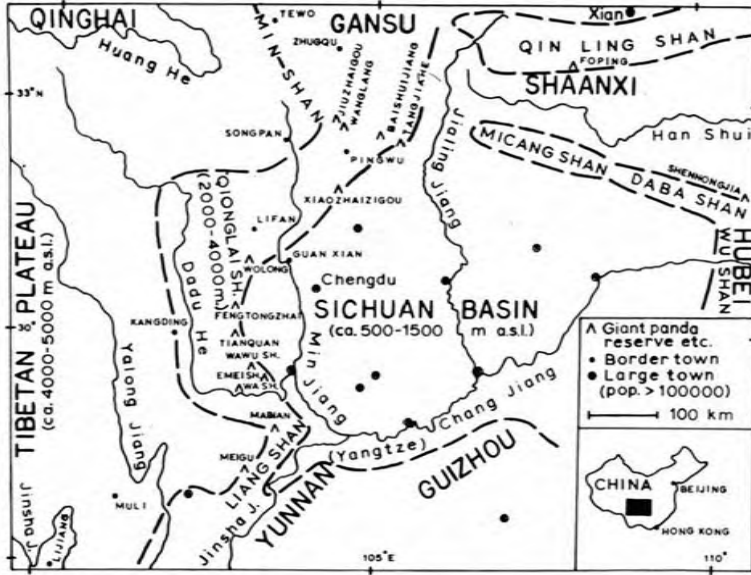 QINGHAI
Huang He
MIN SHAN
TEWO
ZHUGQU
GANSU
Xian
QIN LING SHAN
FOPING
SHAANXI
33°N
JIUZHAIGOU
WANGLANG
BAISHUIJIANG
TANGJIAHE
SONGPAN
PINGWU
Jialing Jiang
Han Shui
MICANG SHAN
DABA SHAN
SHENNONGJIA
XIAOZHAIZIGOU
QIONGLAI SH.
(2000-4000m)
LIFAN
GUAN XIAN
WOLONG
Chengdu
HUBEI
WU SHAN
TIBETAN PLATEAU
(ca. 4000-5000 m a.s.l.)
Dadu He
FENGTONGZHAI
SICHUAN BASIN
(ca. 500-1500 m a.s.l.)
30°
KANGDING
TIANQUAN
WAWU SH.
EMEI SH.
WA SH.
Min Jiang
Yalong Jiang
MABIAN
MEIGU
LIANG SHAN
Chang Jiang
(Yangtze)
GUIZHOU
YUNNAN
Jinsha J.
MULI
Jinsha J.
LIJIANG
105°E
110°
^ Giant panda
reserve etc.
• Border town
● Large town
(pop. > 100000)
100 km
CHINA
BEIJING
HONG KONG